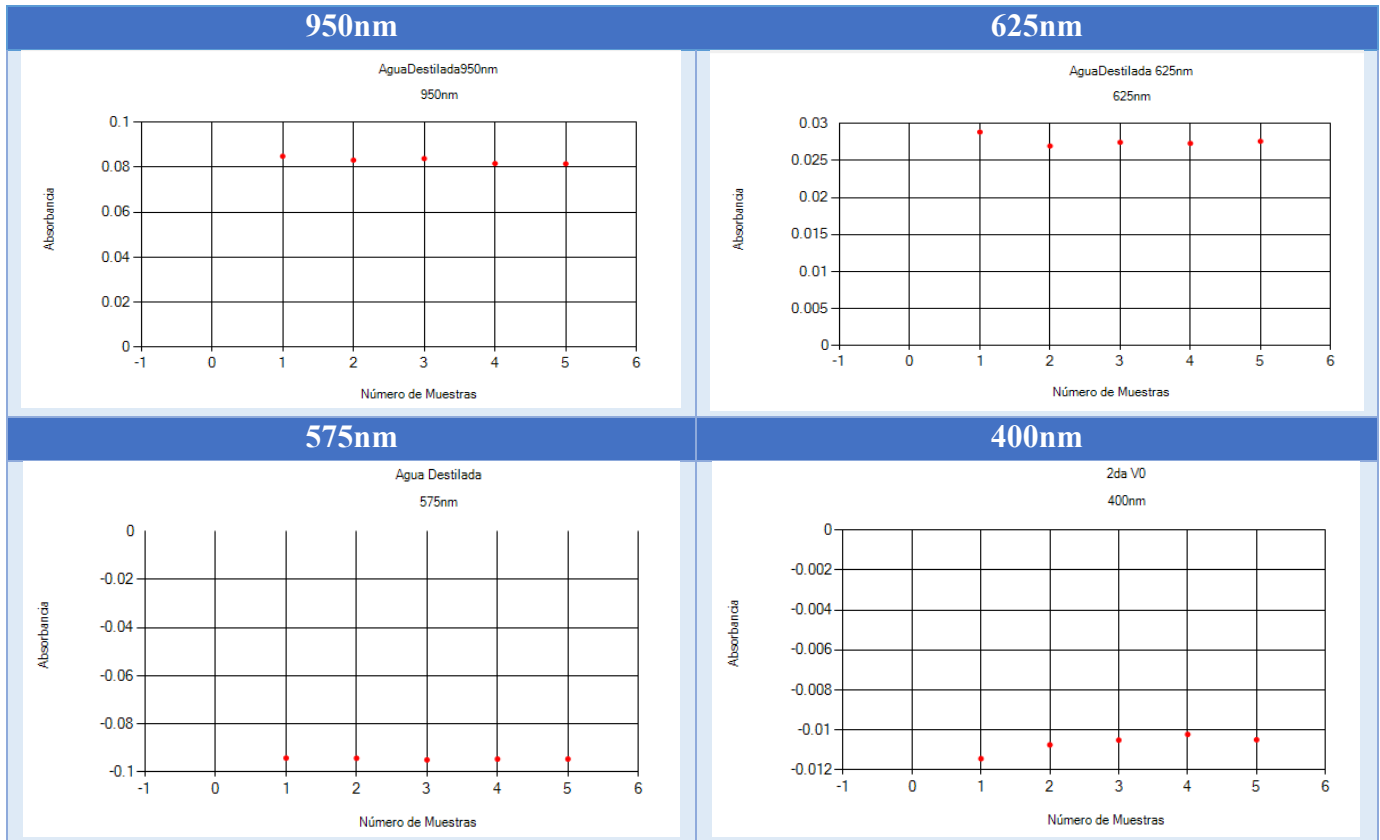 950nm
625nm
AguaDestilada950nm
950nm
0.1
0.08
0.06
0.04
0.02
0
Absorbancia
-1 0 1 2 3 4 5 6
Número de Muestras
AguaDestilada 625nm
625nm
0.03
0.025
0.02
0.015
0.01
0.005
0
Absorbancia
-1 0 1 2 3 4 5 6
Número de Muestras
575nm
400nm
Agua Destilada
575nm
0
-0.02
-0.04
-0.06
-0.08
-0.1
Absorbancia
-1 0 1 2 3 4 5 6
Número de Muestras
2da V0
400nm
0
-0.002
-0.004
-0.006
-0.008
-0.01
-0.012
Absorbancia
-1 0 1 2 3 4 5 6
Número de Muestras